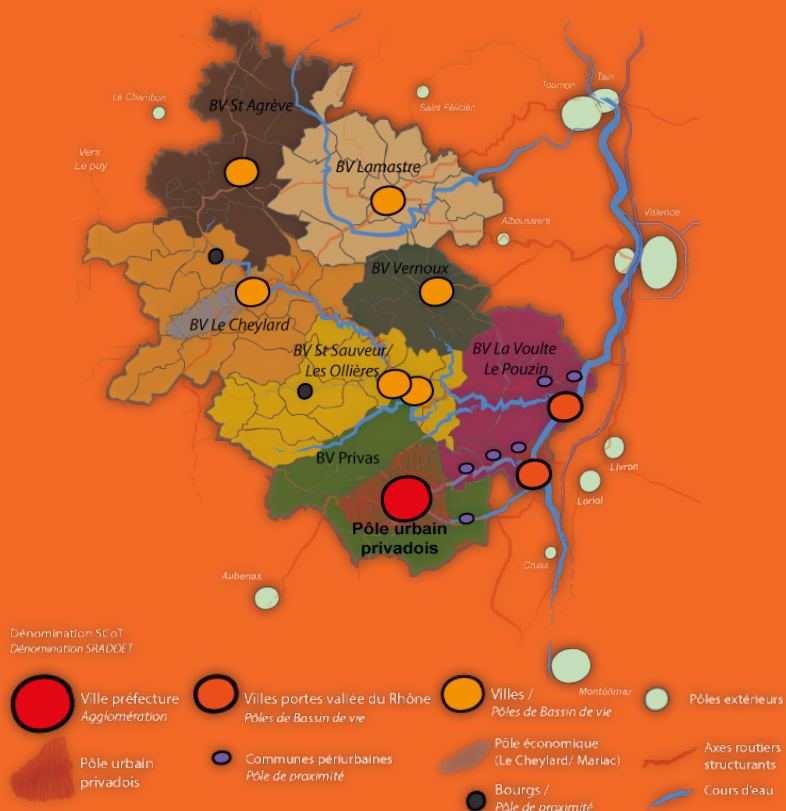 Tain
Tournon
Le Chambon
BV St Agrève
Saint Félicien
Vers
Le puy
BV Lamastre
Valence
Alboussière
BV Vernoux
BV Le Cheylard
BV St Sauveur/
Les Ollières
BV La Voulte
Le Pouzin
BV Privas
Livron
Loriol
Pôle urbain
privadois
Cruas
Aubenas
Montélimar
Dénomination SCoT
Dénomination SRADDET
Ville préfecture
Agglomération
Villes portes vallée du Rhône
Pôles de Bassin de vie
Villes /
Pôles de Bassin de vie
Pôles extérieurs
Pôle urbain
privadois
Communes périurbaines
Pôle de proximité
Pôle économique
(Le Cheylard/ Mariac)
Axes routiers
structurants
Bourgs /
Pôle de proximité
Cours d'eau